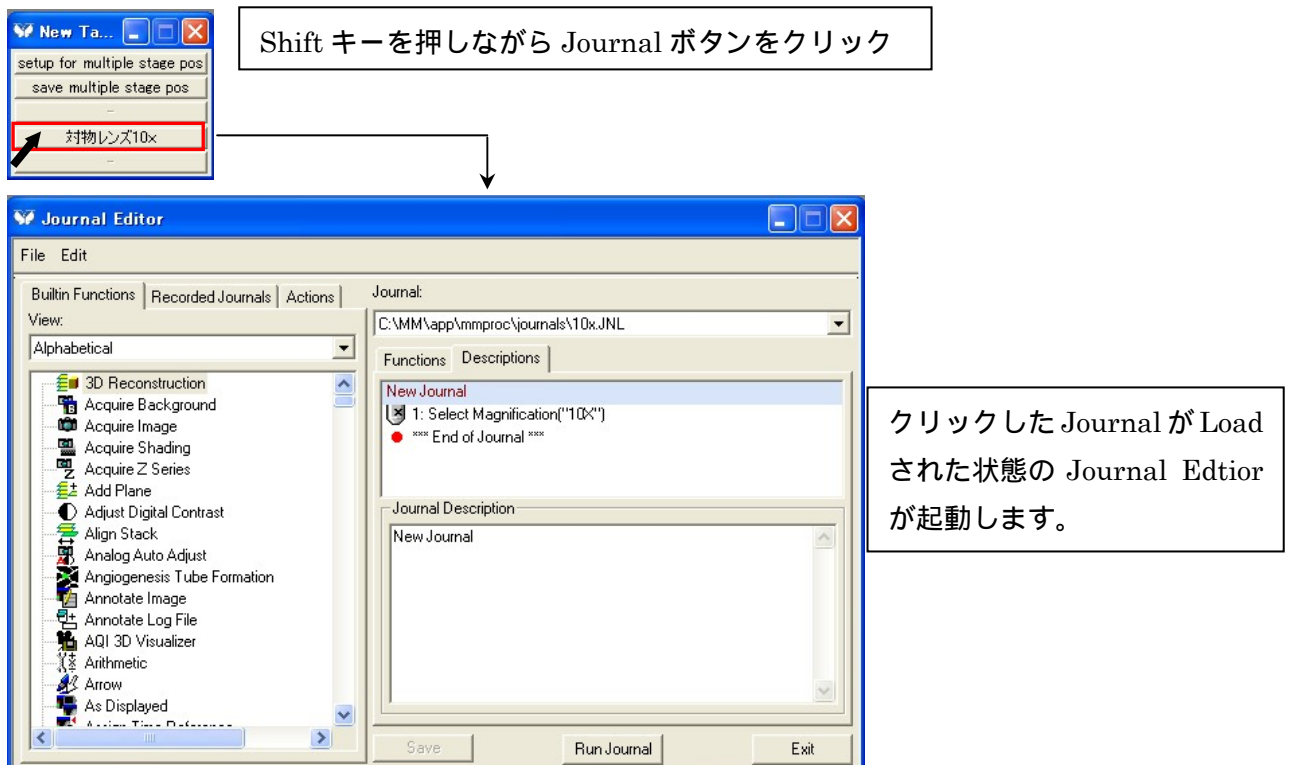 New Ta...
Shift キーを押しながら Journal ボタンをクリック
setup for multiple stage pos
save multiple stage pos
-
対物レンズ10x
-
Journal Editor
File Edit
Builtin Functions Recorded Journals Actions
View:
Alphabetical
3D Reconstruction
Acquire Background
Acquire Image
Acquire Shading
Acquire Z Series
Add Plane
Adjust Digital Contrast
Align Stack
Analog Auto Adjust
Angiogenesis Tube Formation
Annotate Image
Annotate Log File
AQI 3D Visualizer
Arithmetic
Arrow
As Displayed
Journal:
C:\MM\app\mmproc\journals\10x.JNL
Functions Descriptions
New Journal
1: Select Magnification("10X")
*** End of Journal ***
Journal Description
New Journal
Save Run Journal Exit
クリックした Journal が Load
された状態の Journal Edtior
が起動します。